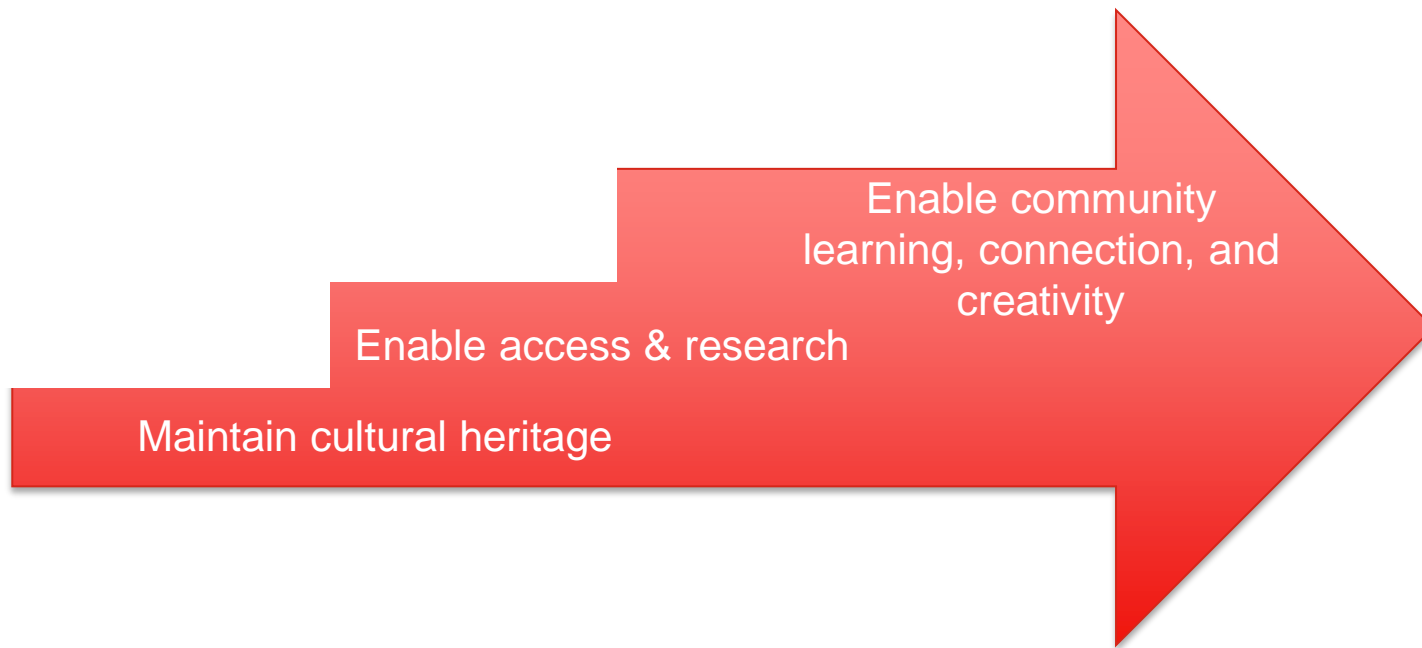 Enable community
learning, connection, and
creativity
Enable access & research
Maintain cultural heritage